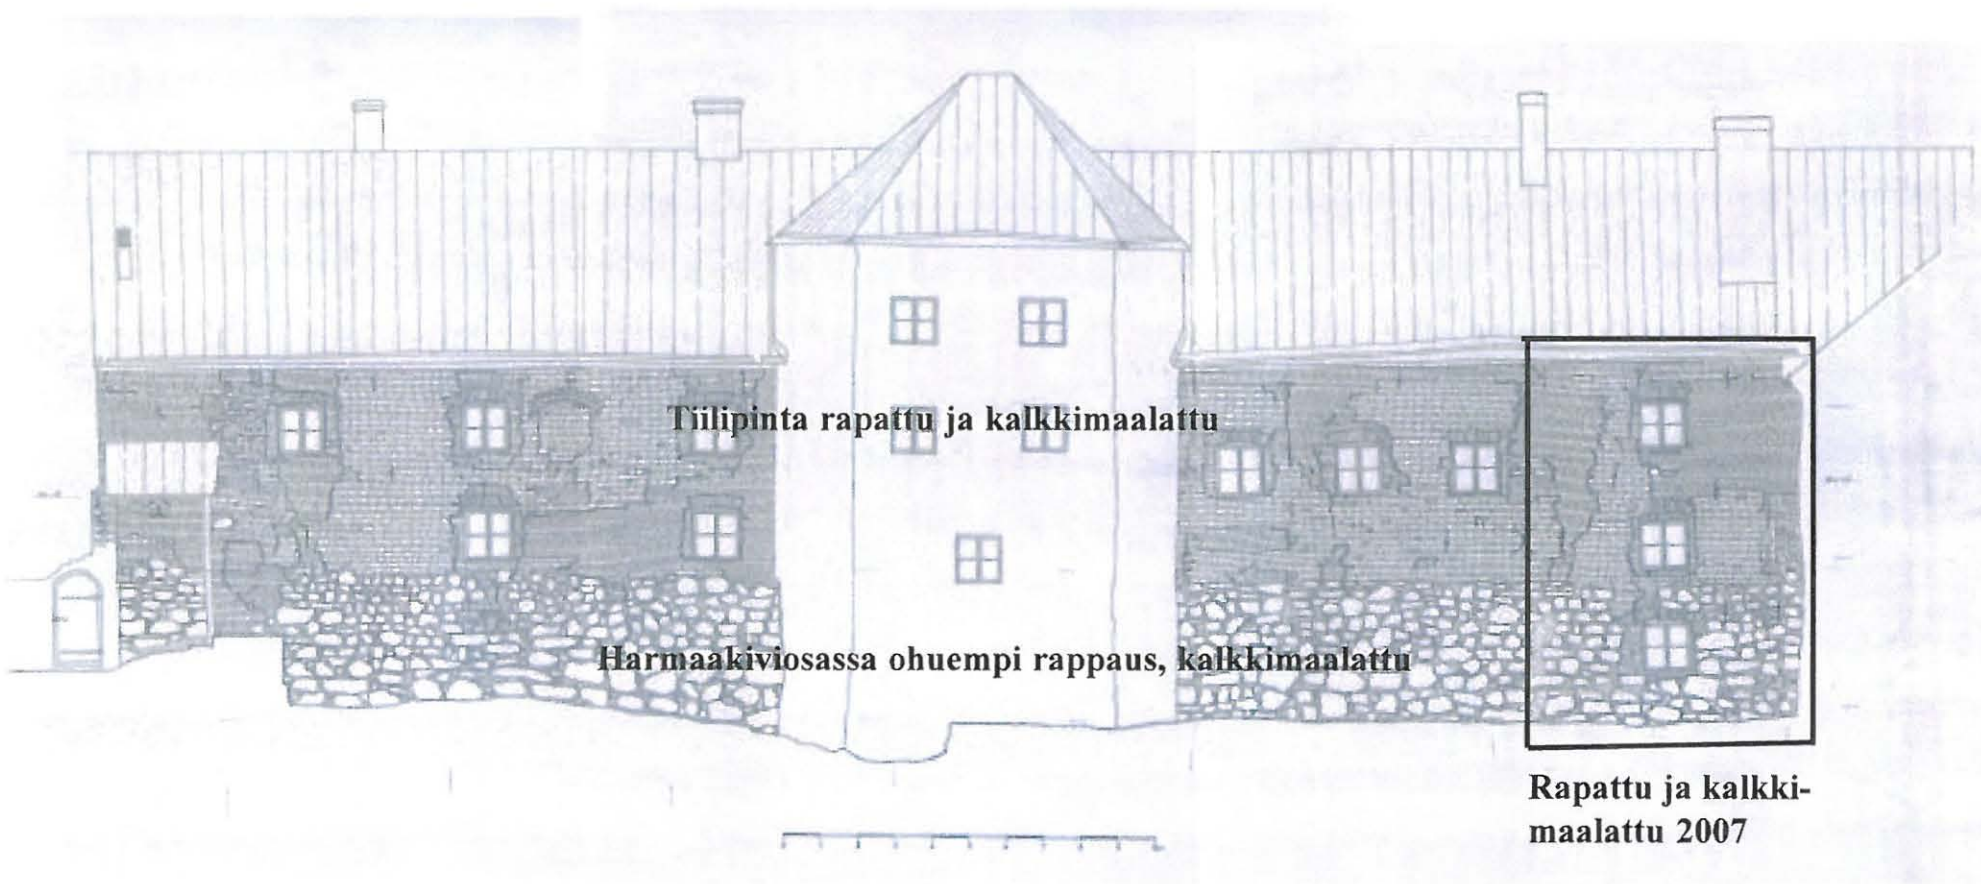 Tiilipinta rapattu ja kalkkimaalattu
Harmaakiviosassa ohuempi rappaus, kalkkimaalattu
Rapattu ja kalkki-
maalattu 2007